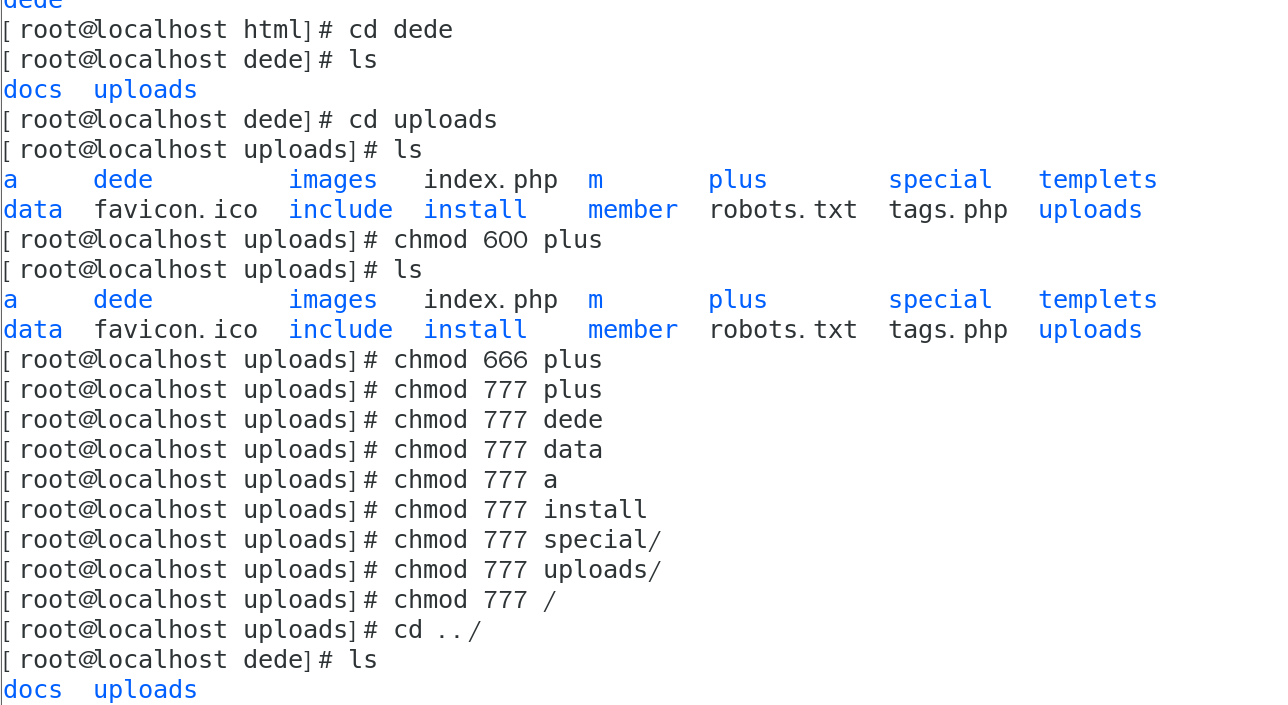 dede
[root@localhost html]# cd dede
[root@localhost dede]# ls
docs  uploads
[root@localhost dede]# cd uploads
[root@localhost uploads]# ls
a     dede         images   index.php  m       plus        special   templets
data  favicon.ico  include  install    member  robots.txt  tags.php  uploads
[root@localhost uploads]# chmod 600 plus
[root@localhost uploads]# ls
a     dede         images   index.php  m       plus        special   templets
data  favicon.ico  include  install    member  robots.txt  tags.php  uploads
[root@localhost uploads]# chmod 666 plus
[root@localhost uploads]# chmod 777 plus
[root@localhost uploads]# chmod 777 dede
[root@localhost uploads]# chmod 777 data
[root@localhost uploads]# chmod 777 a
[root@localhost uploads]# chmod 777 install
[root@localhost uploads]# chmod 777 special/
[root@localhost uploads]# chmod 777 uploads/
[root@localhost uploads]# chmod 777 /
[root@localhost uploads]# cd ../
[root@localhost dede]# ls
docs  uploads